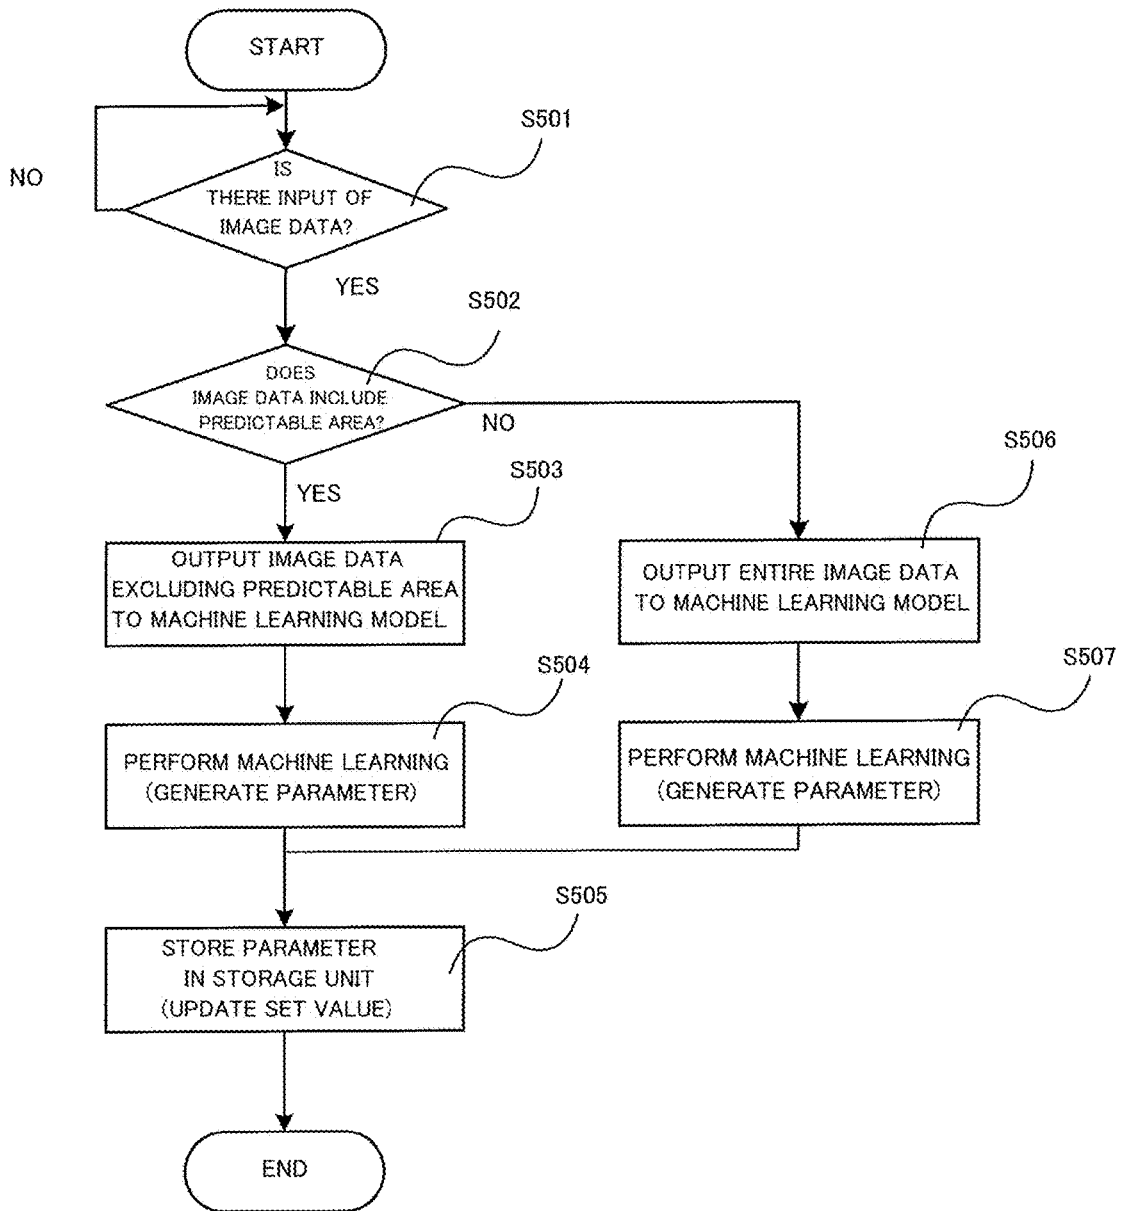 START
S501
NO
IS
THERE INPUT OF
IMAGE DATA?
YES
S502
DOES
IMAGE DATA INCLUDE
PREDICTABLE AREA?
NO
S506
S503
YES
OUTPUT IMAGE DATA
EXCLUDING PREDICTABLE AREA
TO MACHINE LEARNING MODEL
OUTPUT ENTIRE IMAGE DATA
TO MACHINE LEARNING MODEL
S504
S507
PERFORM MACHINE LEARNING
(GENERATE PARAMETER)
PERFORM MACHINE LEARNING
(GENERATE PARAMETER)
S505
STORE PARAMETER
IN STORAGE UNIT
(UPDATE SET VALUE)
END